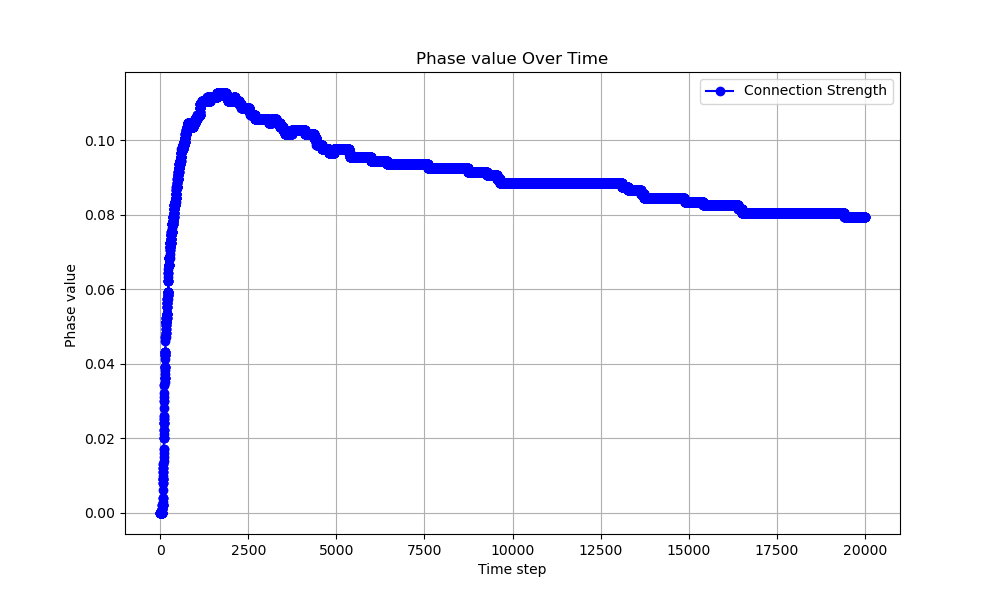 Phase value Over Time
Connection Strength
Phase value
0.10
0.08
0.06
0.04
0.02
0.00
0 2500 5000 7500 10000 12500 15000 17500 20000
Time step